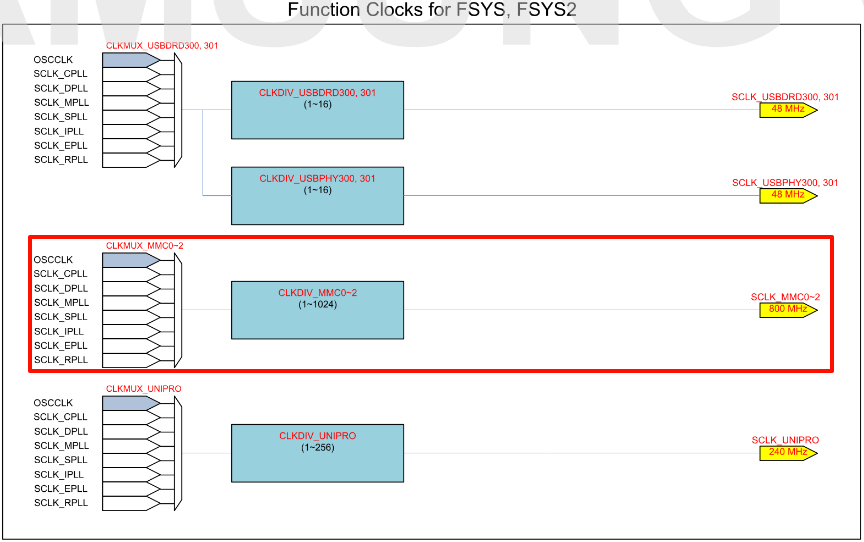 AMSUNG
Function Clocks for FSYS, FSYS2
CLKMUX_USBDRD300, 301
OSCCLK
SCLK_CPLL
SCLK_DPLL
SCLK_MPLL
SCLK_SPLL
SCLK_IPLL
SCLK_EPLL
SCLK_RPLL
CLKDIV_USBDRD300, 301
(1~16)
SCLK_USBDRD300, 301
48 MHz
CLKDIV_USBPHY300, 301
(1~16)
SCLK_USBPHY300, 301
48 MHz
CLKMUX_MMC0~2
OSCCLK
SCLK_CPLL
SCLK_DPLL
SCLK_MPLL
SCLK_SPLL
SCLK_IPLL
SCLK_EPLL
SCLK_RPLL
CLKDIV_MMC0~2
(1~1024)
SCLK_MMC0~2
800 MHz
CLKMUX_UNIPRO
OSCCLK
SCLK_CPLL
SCLK_DPLL
SCLK_MPLL
SCLK_SPLL
SCLK_IPLL
SCLK_EPLL
SCLK_RPLL
CLKDIV_UNIPRO
(1~256)
SCLK_UNIPRO
240 MHz